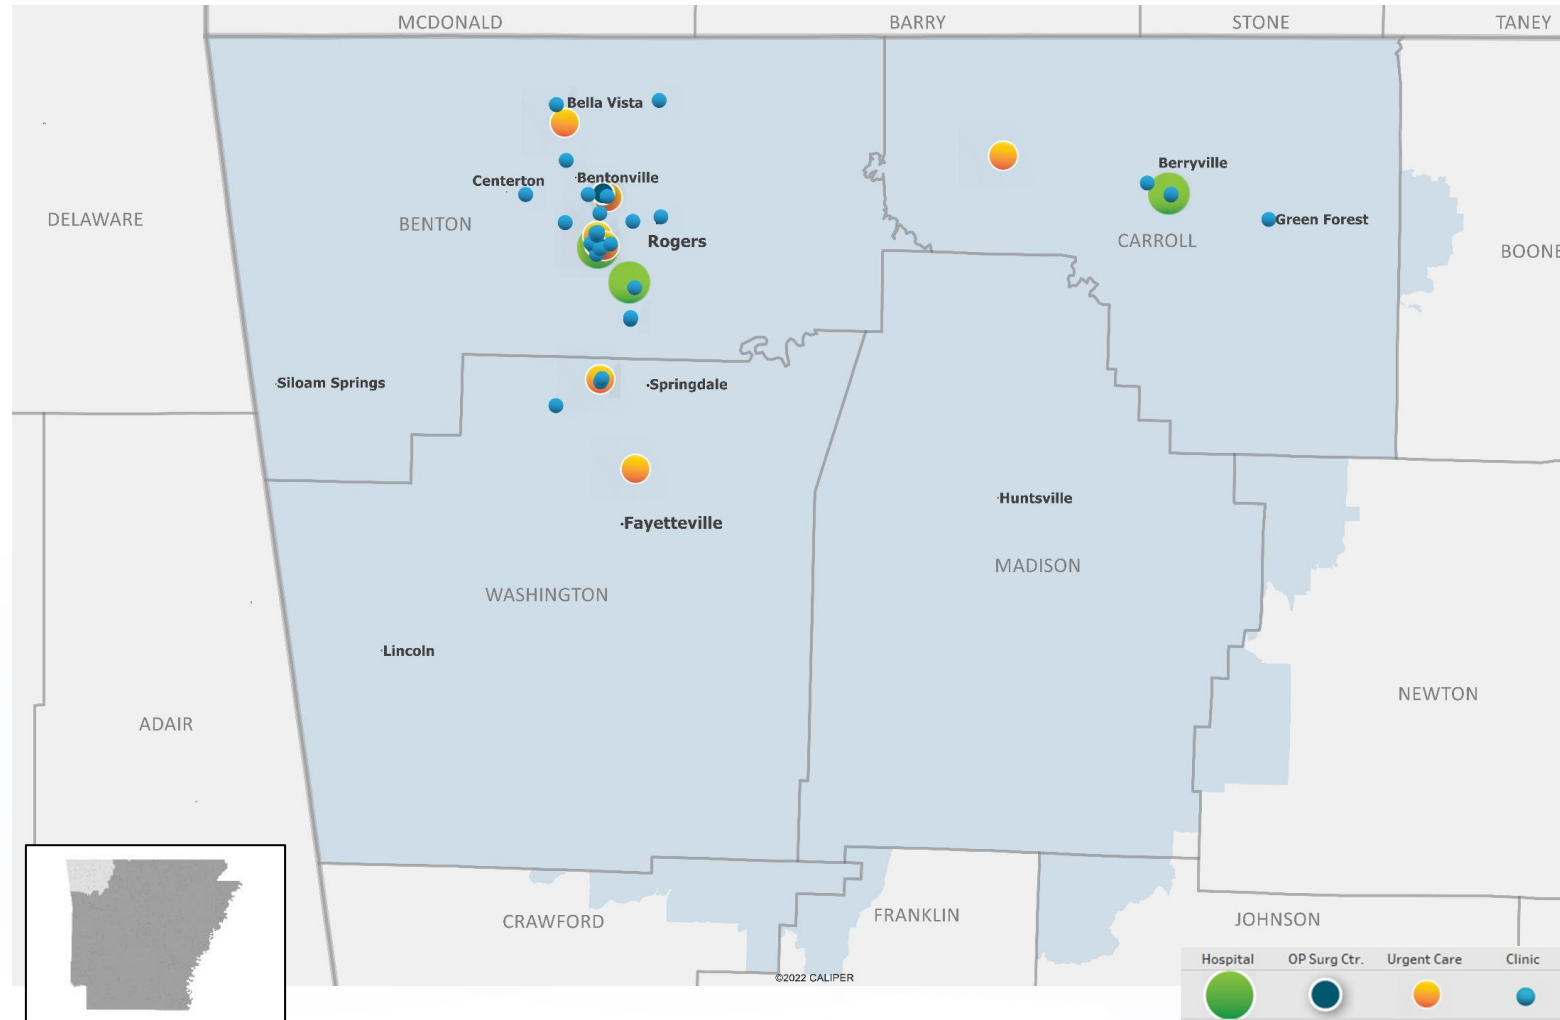 MCDONALD
BARRY
STONE
TANEY
Bella Vista
Berryville
Centerton
Bentonville
DELAWARE
BENTON
Green Forest
Rogers
CARROLL
BOONE
Siloam Springs
Springdale
Huntsville
Fayetteville
MADISON
WASHINGTON
Lincoln
NEWTON
ADAIR
CRAWFORD
FRANKLIN
JOHNSON
Hospital OP Surg Ctr. Urgent Care Clinic
©2022 CALIPER